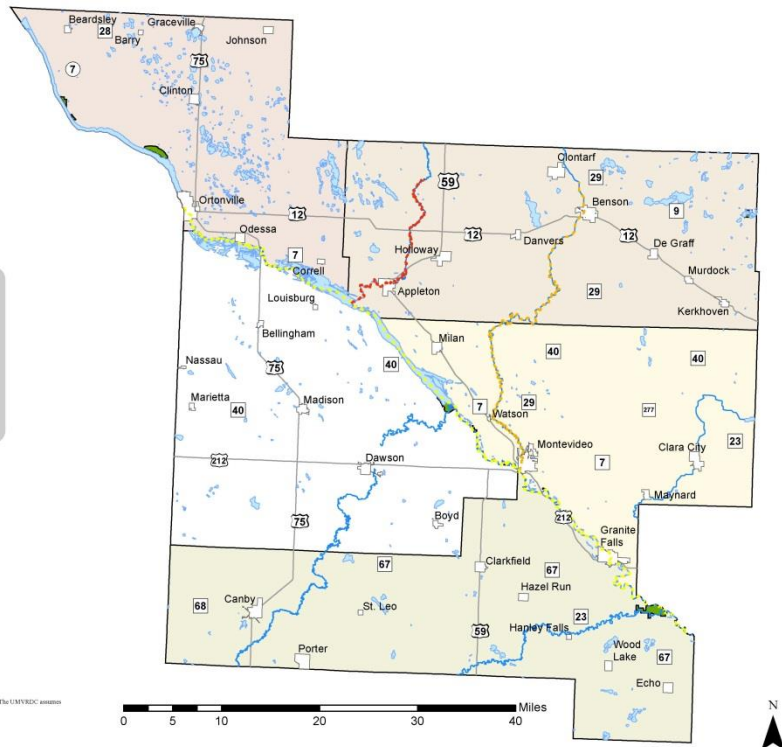 Beardsley
28
Barry
Graceville
Johnson
7
75
Clinton
59
Clontarf
29
Benson
9
Ortonville
12
Odessa
12
Danvers
12
De Graff
7
Holloway
Correll
Appleton
Murdock
29
Kerkhoven
Louisburg
Bellingham
Milan
40
40
Nassau
75
40
Marietta
40
Madison
7
29
277
Watson
23
Montevideo
Clara City
212
Dawson
7
Maynard
75
Boyd
212
Granite
Falls
67
Clarkfield
67
Hazel Run
68
Canby
St. Leo
23
59
Hanley Falls
Wood
Lake
67
Porter
Echo
The UMVRDC assumes
0 5 10 20 30 40
Miles
N